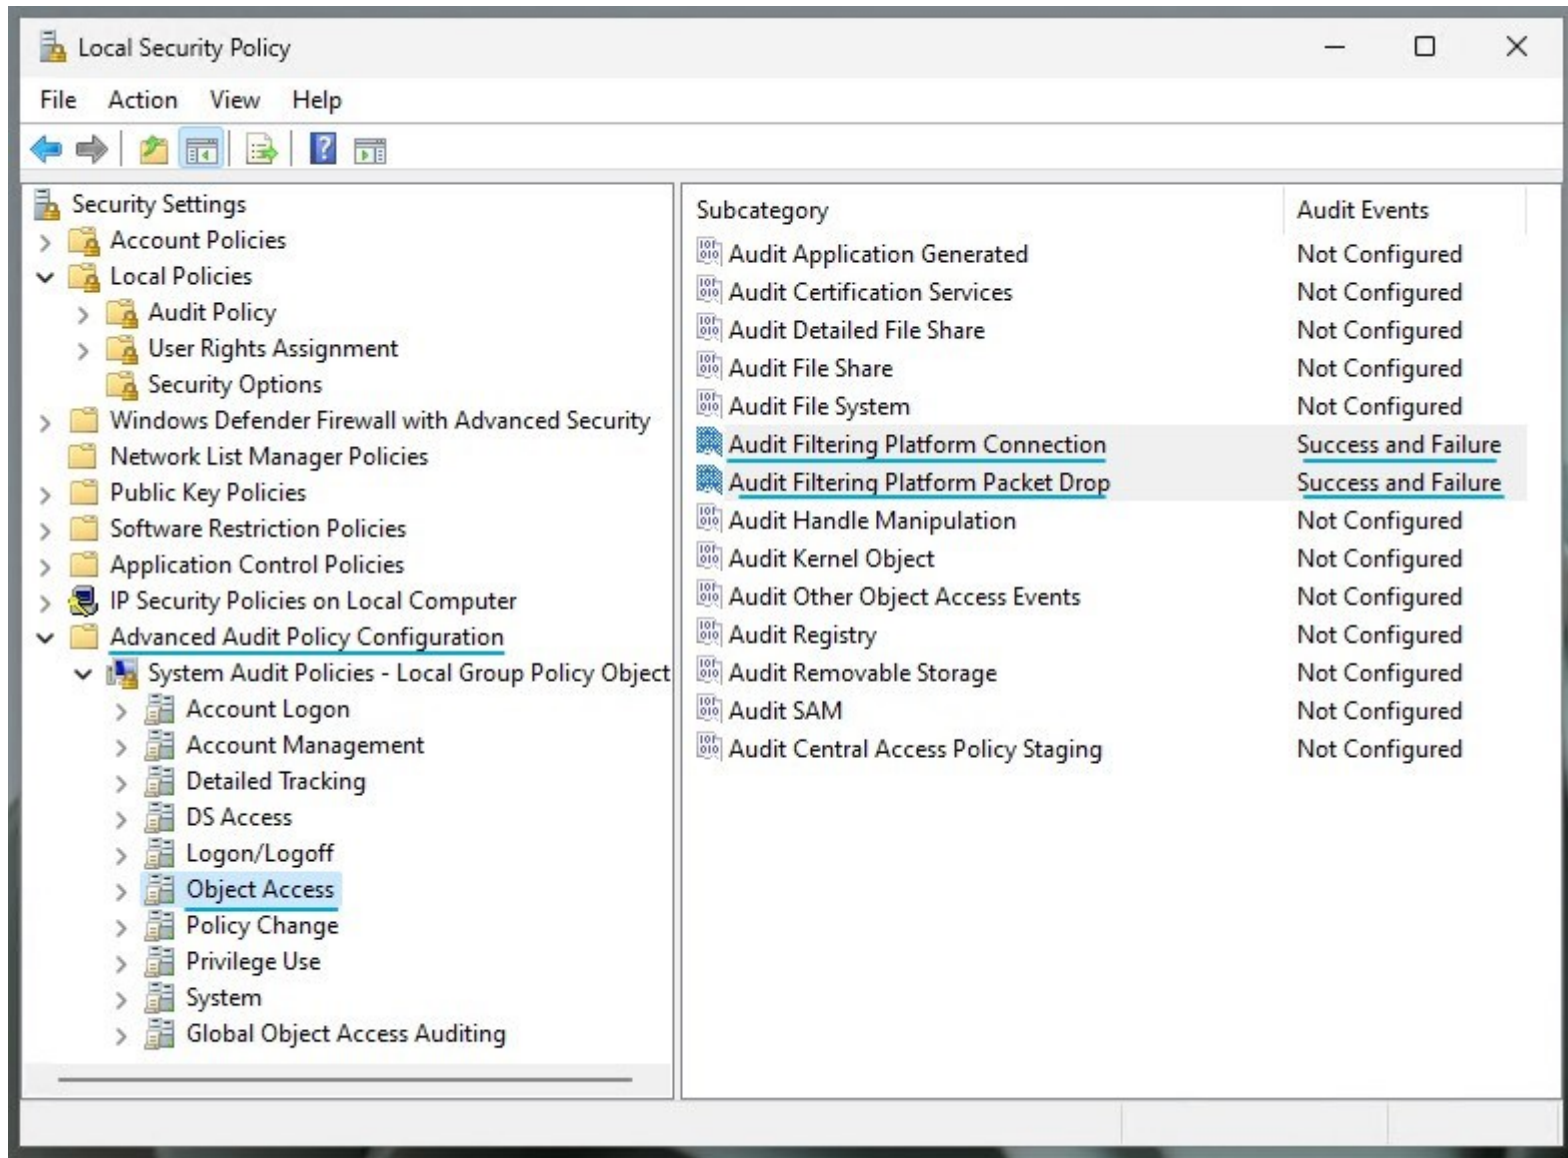 Local Security Policy
File Action View Help
Security Settings
Account Policies
Local Policies
Audit Policy
User Rights Assignment
Security Options
Windows Defender Firewall with Advanced Security
Network List Manager Policies
Public Key Policies
Software Restriction Policies
Application Control Policies
IP Security Policies on Local Computer
Advanced Audit Policy Configuration
System Audit Policies - Local Group Policy Object
Account Logon
Account Management
Detailed Tracking
DS Access
Logon/Logoff
Object Access
Policy Change
Privilege Use
System
Global Object Access Auditing
Subcategory Audit Events
Audit Application Generated Not Configured
Audit Certification Services Not Configured
Audit Detailed File Share Not Configured
Audit File Share Not Configured
Audit File System Not Configured
Audit Filtering Platform Connection Success and Failure
Audit Filtering Platform Packet Drop Success and Failure
Audit Handle Manipulation Not Configured
Audit Kernel Object Not Configured
Audit Other Object Access Events Not Configured
Audit Registry Not Configured
Audit Removable Storage Not Configured
Audit SAM Not Configured
Audit Central Access Policy Staging Not Configured